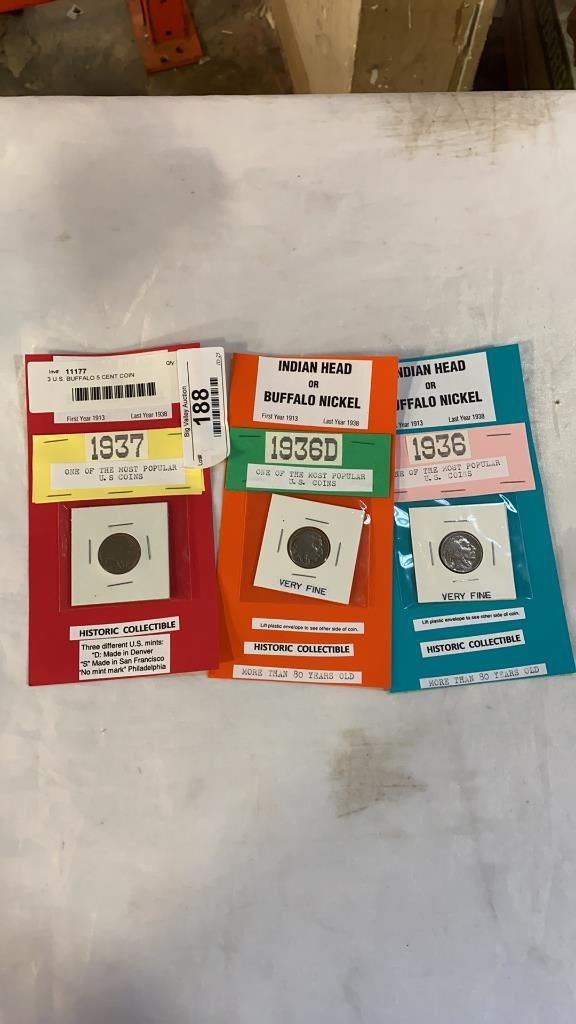 Inv# 11177 Qty:
3 U.S BUFFALO 5 CENT COIN
First Year 1913 Last Year 1938
Big Valley Auction
188
Lot#
1937
ONE OF THE MOST POPULAR
U.S COINS
HISTORIC COLLECTIBLE
Three different U.S. mints:
"D: Made in Denver
"S" Made in San Francisco
"No mint mark" Philadelphia
INDIAN HEAD
OR
BUFFALO NICKEL
First Year 1913 Last Year 1938
1936D
ONE OF THE MOST POPULAR
U.S. COINS
VERY FINE
Lift plastic envelope to see other side of coin.
HISTORIC COLLECTIBLE
MORE THAN 80 YEARS OLD
INDIAN HEAD
OR
UFFALO NICKEL
Last Year 1938
1936
NE OF THE MOST POPULAR
U.S. COINS
VERY FINE
Lift plastic envelope to see other side of coin.
HISTORIC COLLECTIBLE
MORE THAN 80 YEARS OLD